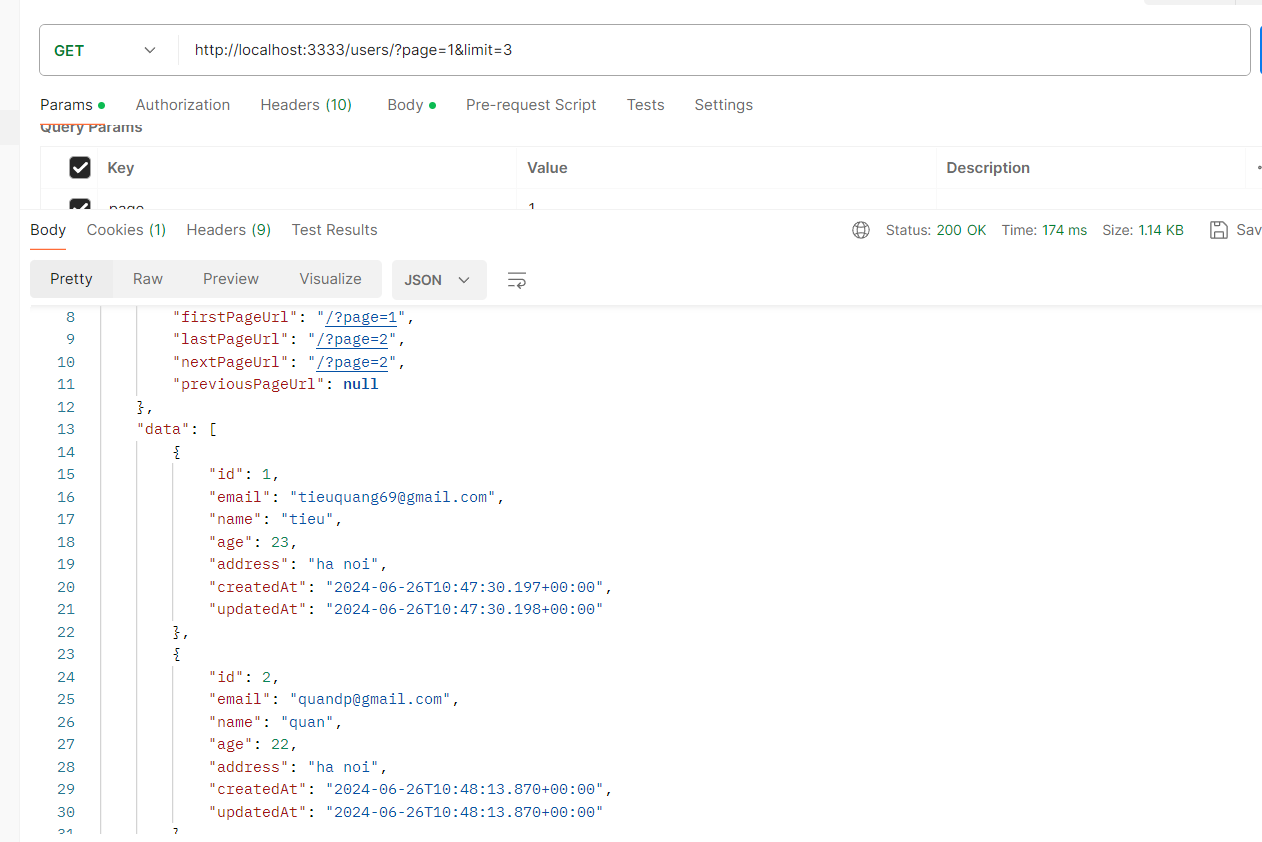 GET http://localhost:3333/users/?page=1&limit=3
Params Authorization Headers (10) Body Pre-request Script Tests Settings
Query Params
Key Value Description
page 1
Body Cookies (1) Headers (9) Test Results Status: 200 OK Time: 174 ms Size: 1.14 KB Sav
Pretty Raw Preview Visualize JSON
8 "firstPageUrl": "/?page=1",
9 "lastPageUrl": "/?page=2",
10 "nextPageUrl": "/?page=2",
11 "previousPageUrl": null
12 },
13 "data": [
14 {
15 "id": 1,
16 "email": "tieuquang69@gmail.com",
17 "name": "tieu",
18 "age": 23,
19 "address": "ha noi",
20 "createdAt": "2024-06-26T10:47:30.197+00:00",
21 "updatedAt": "2024-06-26T10:47:30.198+00:00"
22 },
23 {
24 "id": 2,
25 "email": "quandp@gmail.com",
26 "name": "quan",
27 "age": 22,
28 "address": "ha noi",
29 "createdAt": "2024-06-26T10:48:13.870+00:00",
30 "updatedAt": "2024-06-26T10:48:13.870+00:00"
31 }